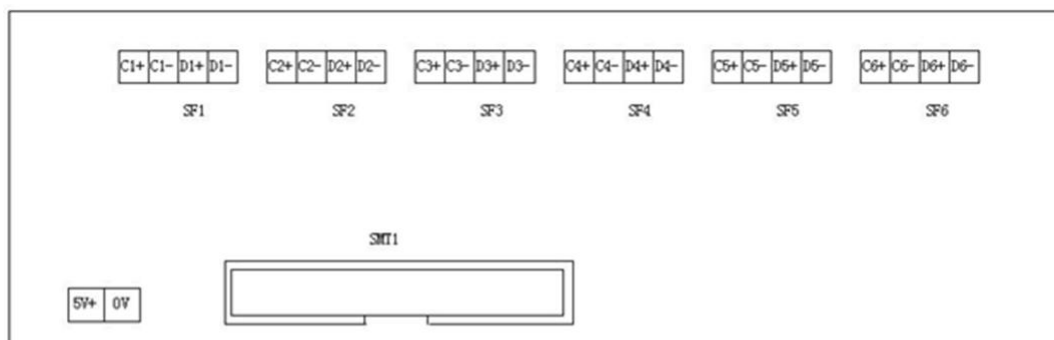 C1+ C1- D1+ D1- C2+ C2- D2+ D2- C3+ C3- D3+ D3- C4+ C4- D4+ D4- C5+ C5- D5+ D5- C6+ C6- D6+ D6-
SF1 SF2 SF3 SF4 SF5 SF6
SMT1
5V+ 0V